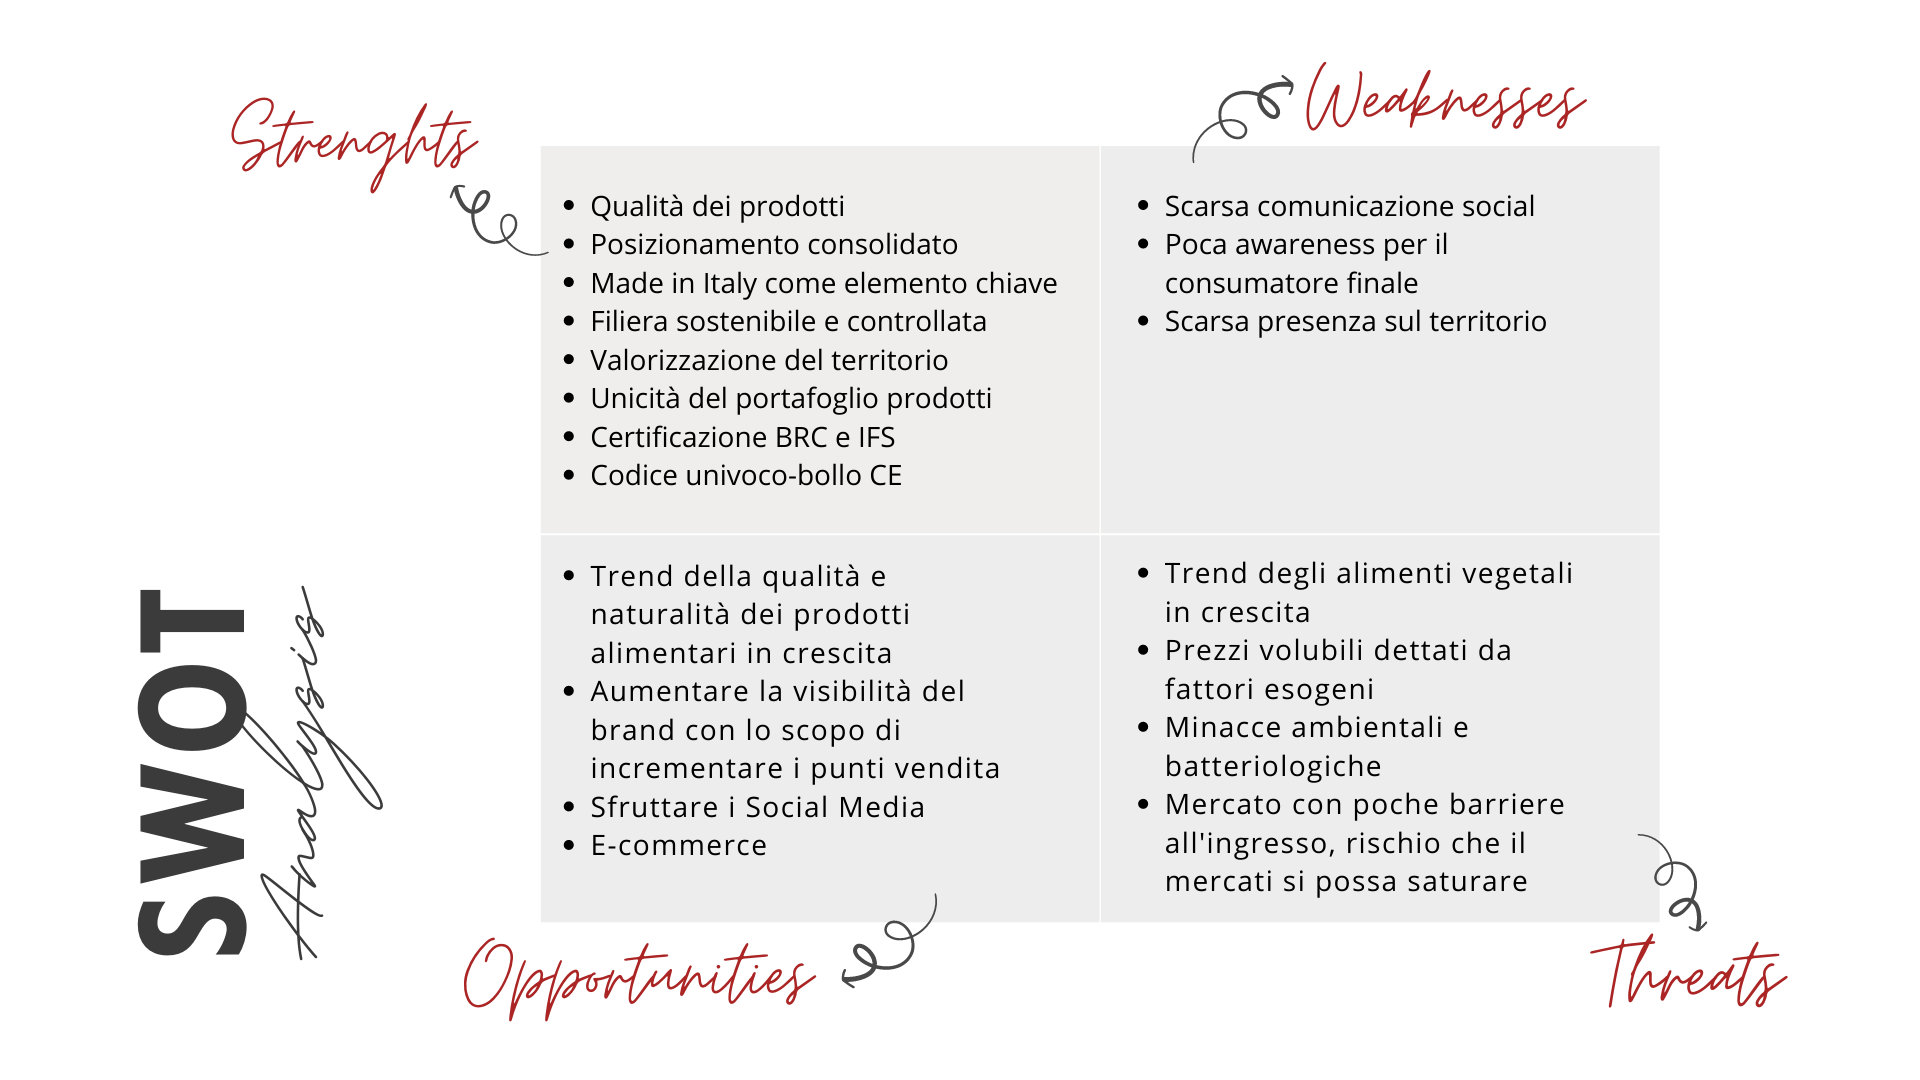 SWOT
Analysis
Strenghts
Qualità dei prodotti
Posizionamento consolidato
Made in Italy come elemento chiave
Filiera sostenibile e controllata
Valorizzazione del territorio
Unicità del portafoglio prodotti
Certificazione BRC e IFS
Codice univoco-bollo CE
Weaknesses
Scarsa comunicazione social
Poca awareness per il
consumatore finale
Scarsa presenza sul territorio
Trend della qualità e
naturalità dei prodotti
alimentari in crescita
Aumentare la visibilità del
brand con lo scopo di
incrementare i punti vendita
Sfruttare i Social Media
E-commerce
Opportunities
Trend degli alimenti vegetali
in crescita
Prezzi volubili dettati da
fattori esogeni
Minacce ambientali e
batteriologiche
Mercato con poche barriere
all'ingresso, rischio che il
mercati si possa saturare
Threats